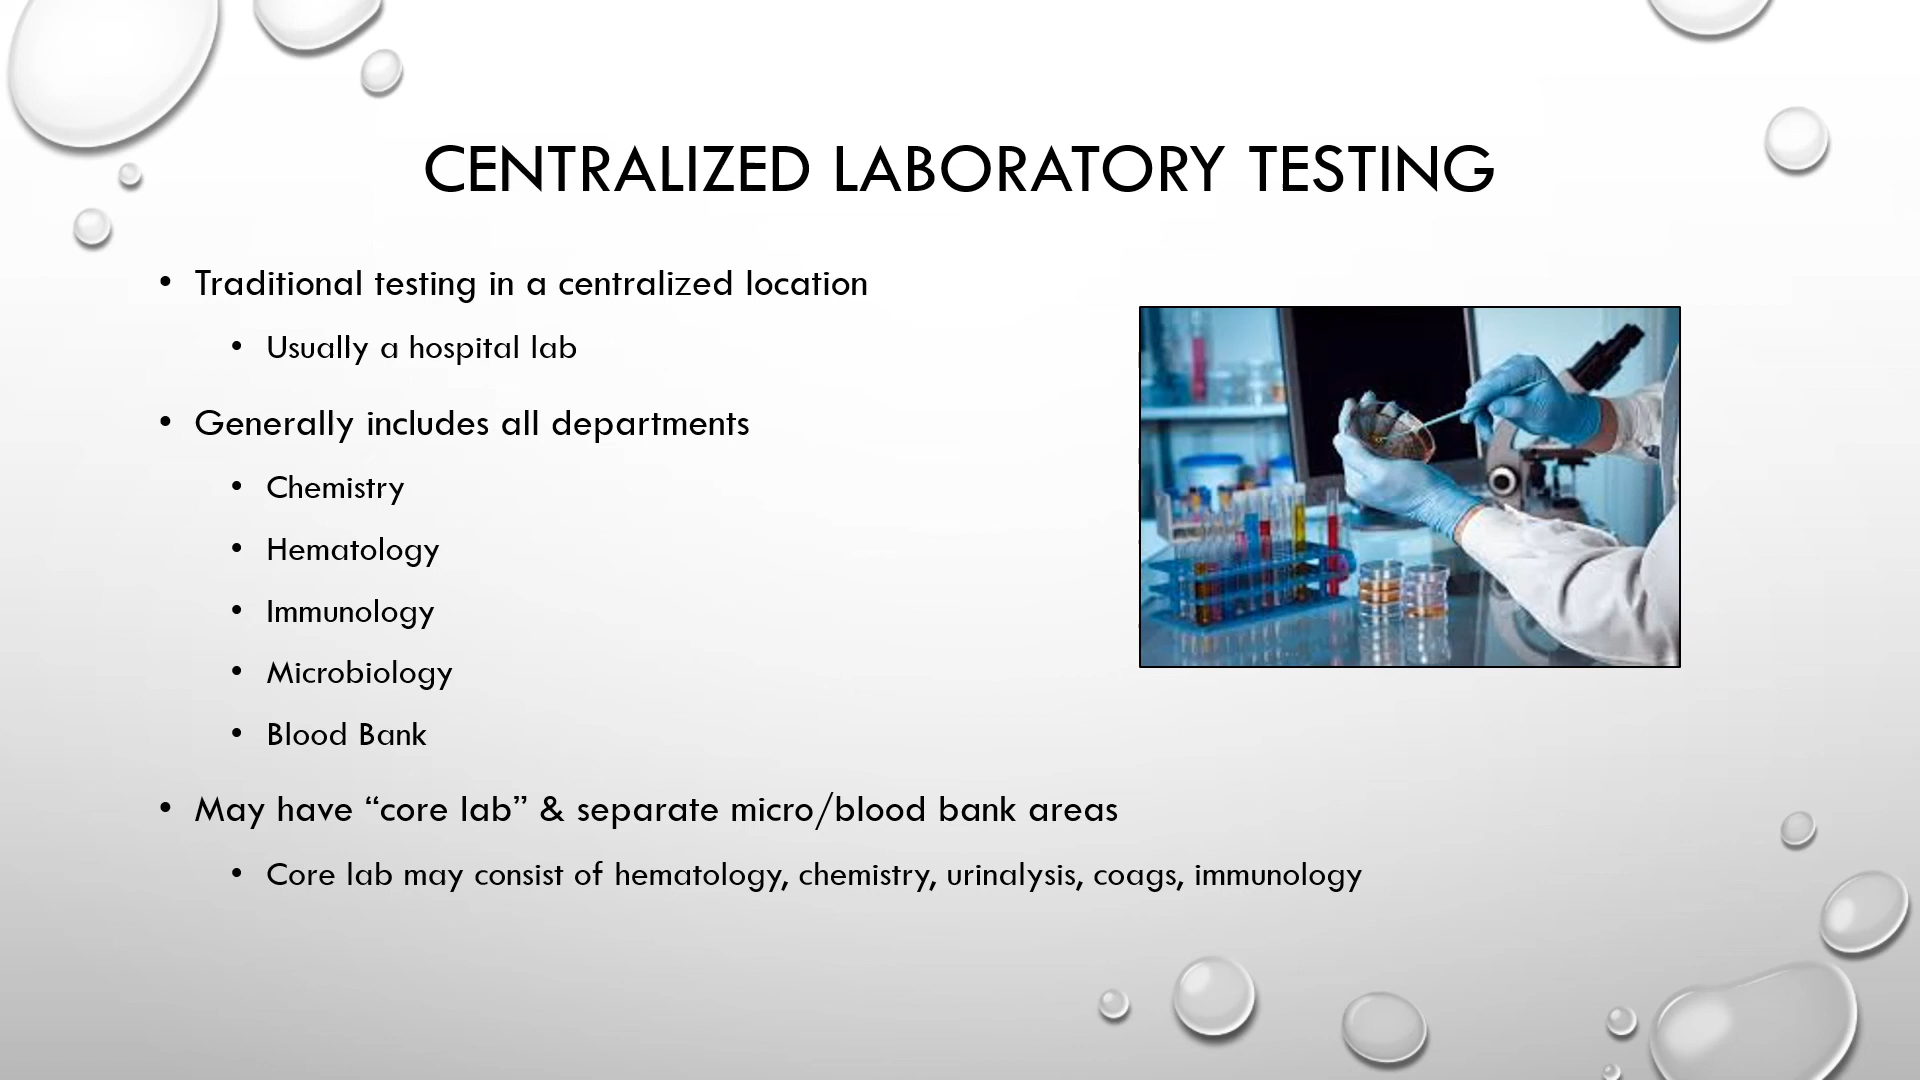 CENTRALIZED LABORATORY TESTING
• Traditional testing in a centralized location
• Usually a hospital lab
• Generally includes all departments
• Chemistry
• Hematology
• Immunology
• Microbiology
• Blood Bank
• May have “core lab” & separate micro/blood bank areas
• Core lab may consist of hematology, chemistry, urinalysis, coags, immunology